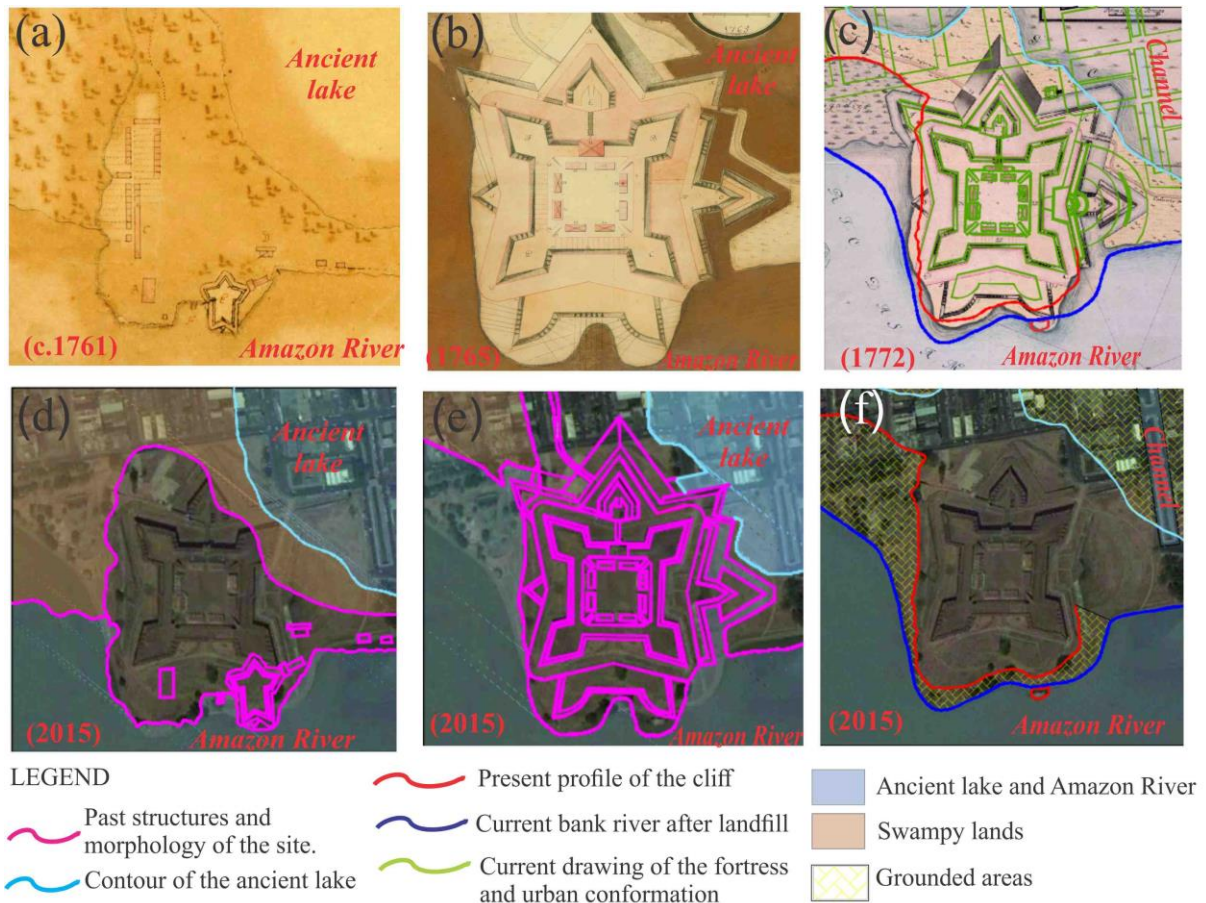 (a)
Ancient
lake
(c.1761)
Amazon River
(b)
1765
Ancient
lake
(1765)
Amazon River
(c)
Channel
(1772)
Amazon River
(d)
Ancient
lake
(2015)
Amazon River
(e)
Ancient
lake
(2015)
Amazon River
(f)
Channel
(2015)
Amazon River
LEGEND
Past structures and
morphology of the site.
Contour of the ancient lake
Present profile of the cliff
Current bank river after landfill
Current drawing of the fortress
and urban conformation
Ancient lake and Amazon River
Swampy lands
Grounded areas